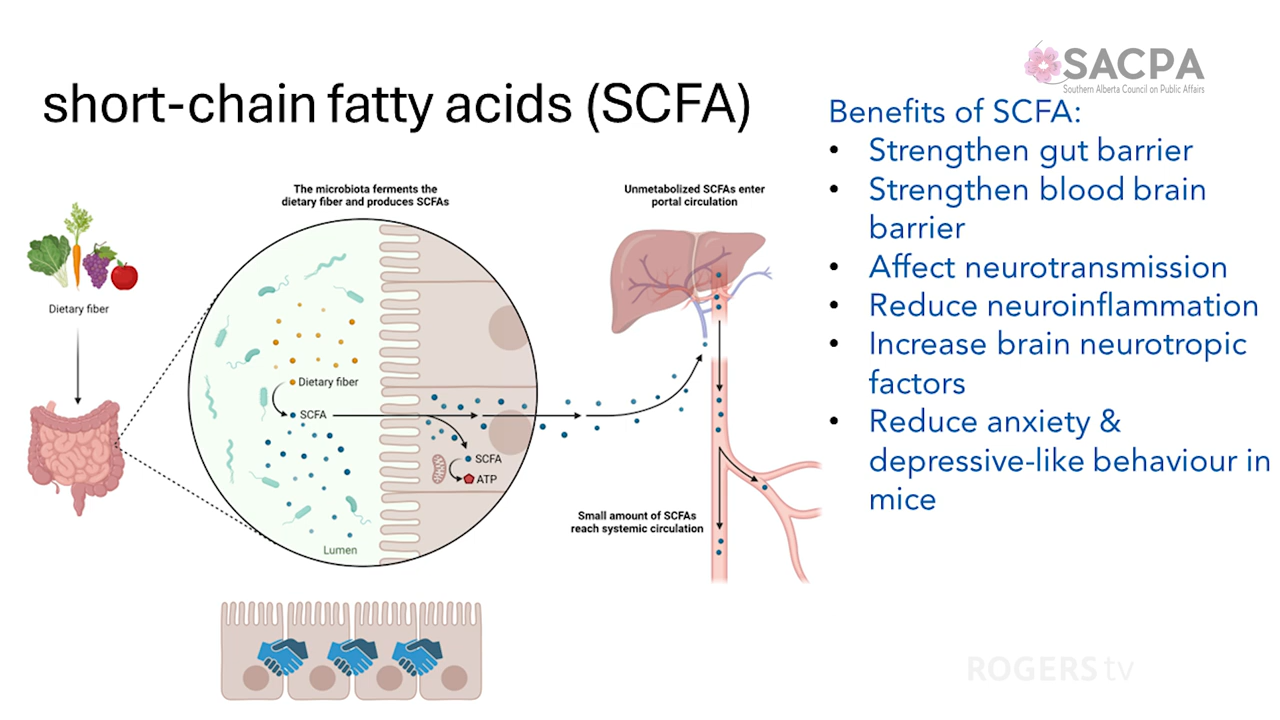 SACPA
Southern Alberta Council on Public Affairs
short-chain fatty acids (SCFA)
Benefits of SCFA:
• Strengthen gut barrier
• Strengthen blood brain
barrier
• Affect neurotransmission
• Reduce neuroinflammation
• Increase brain neurotropic
factors
• Reduce anxiety &
depressive-like behaviour in
mice
The microbiota ferments the
dietary fiber and produces SCFAs
Unmetabolized SCFAs enter
portal circulation
Dietary fiber
Dietary fiber
SCFA
SCFA
ATP
Small amount of SCFAs
reach systemic circulation
Lumen
ROGERS tv